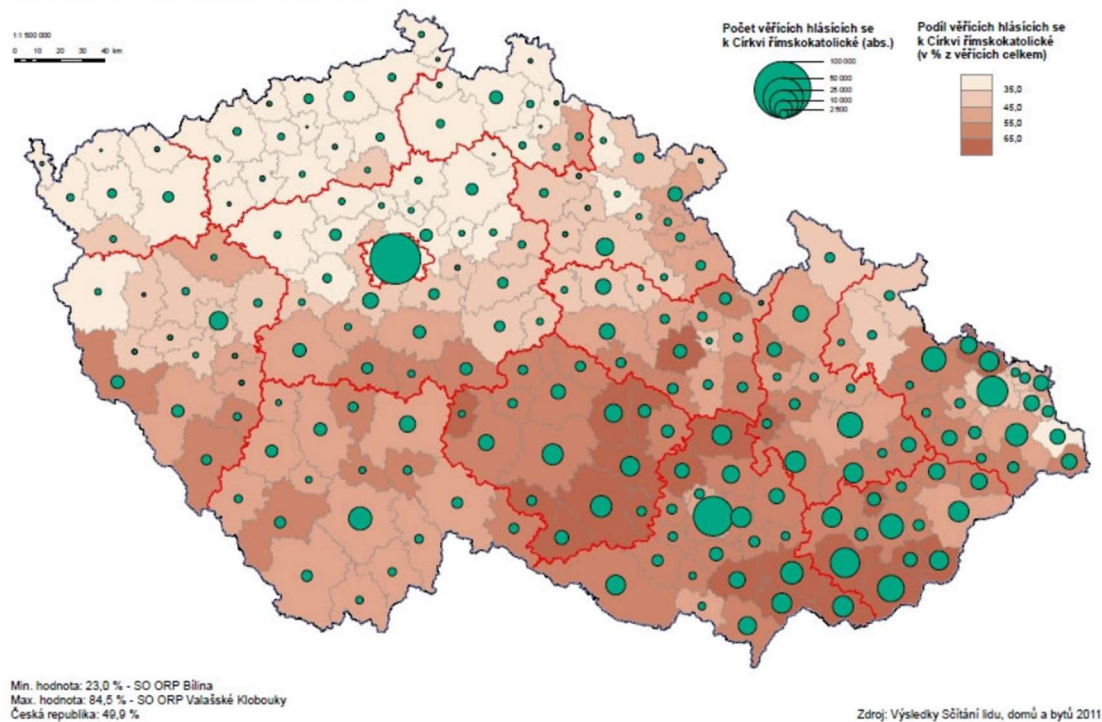 1:1 500 000
0 10 20 30 40 km
Počet věřících hlásících se
k Církvi římskokatolické (abs.)
100 000
50 000
25 000
10 000
2 500
Podíl věřících hlásících se
k Církvi římskokatolické
(v % z věřících celkem)
35,0
45,0
55,0
65,0
Min. hodnota: 23,0 % - SO ORP Bílina
Max. hodnota: 84,5 % - SO ORP Valašské Klobouky
Česká republika: 49,9 %
Zdroj: Výsledky Sčítání lidu, domů a bytů 2011